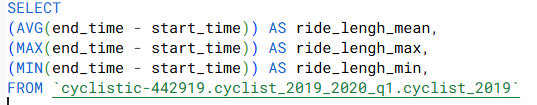 SELECT
(AVG(end_time - start_time)) AS ride_lengh_mean,
(MAX(end_time - start_time)) AS ride_lengh_max,
(MIN(end_time - start_time)) AS ride_lengh_min,
FROM `cyclistic-442919.cyclist_2019_2020_q1.cyclist_2019`